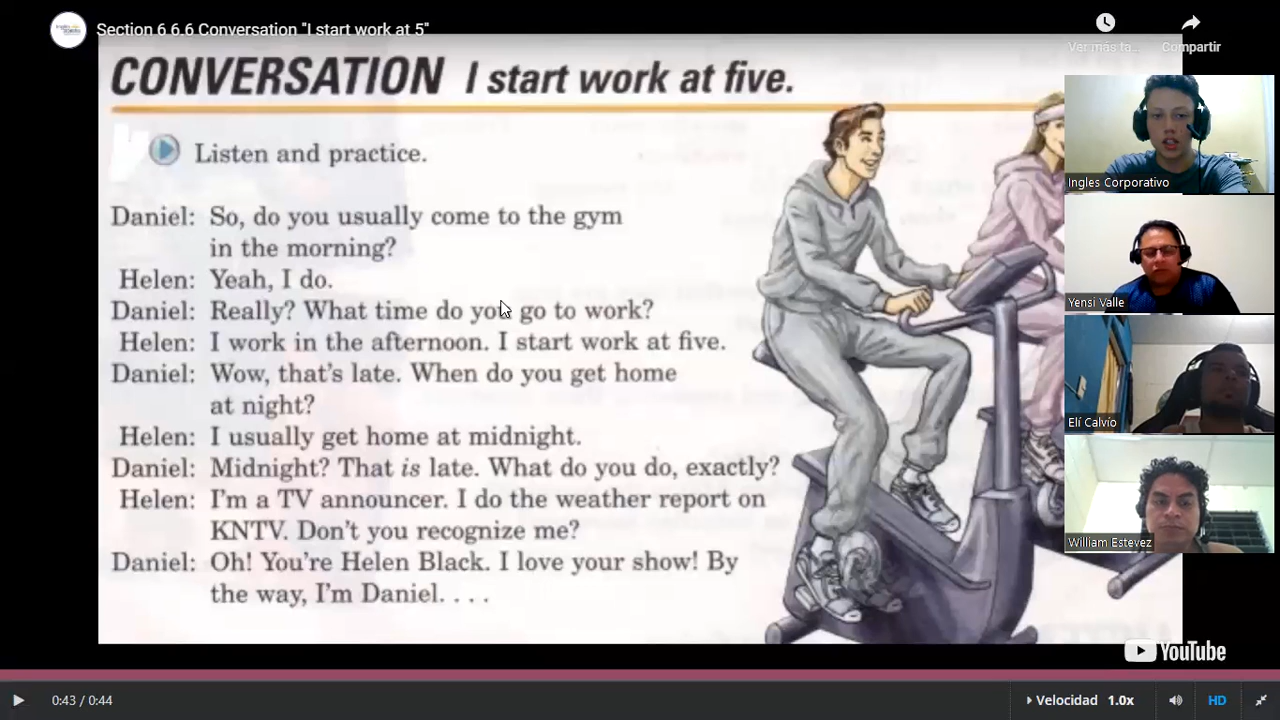 Section 6 6.6 Conversation "I start work at 5"
Ver más ta...
Compartir
CONVERSATION I start work at five.
Listen and practice.
Daniel: So, do you usually come to the gym
in the morning?
Helen: Yeah, I do.
Daniel: Really? What time do you go to work?
Helen: I work in the afternoon. I start work at five.
Daniel: Wow, that's late. When do you get home
at night?
Helen: I usually get home at midnight.
Daniel: Midnight? That is late. What do you do, exactly?
Helen: I'm a TV announcer. I do the weather report on
KNTV. Don't you recognize me?
Daniel: Oh! You're Helen Black. I love your show! By
the way, I'm Daniel. . . .
Ingles Corporativo
Yensi Valle
Elí Calvío
William Estevez
YouTube
0:43 / 0:44
Velocidad 1.0x
HD